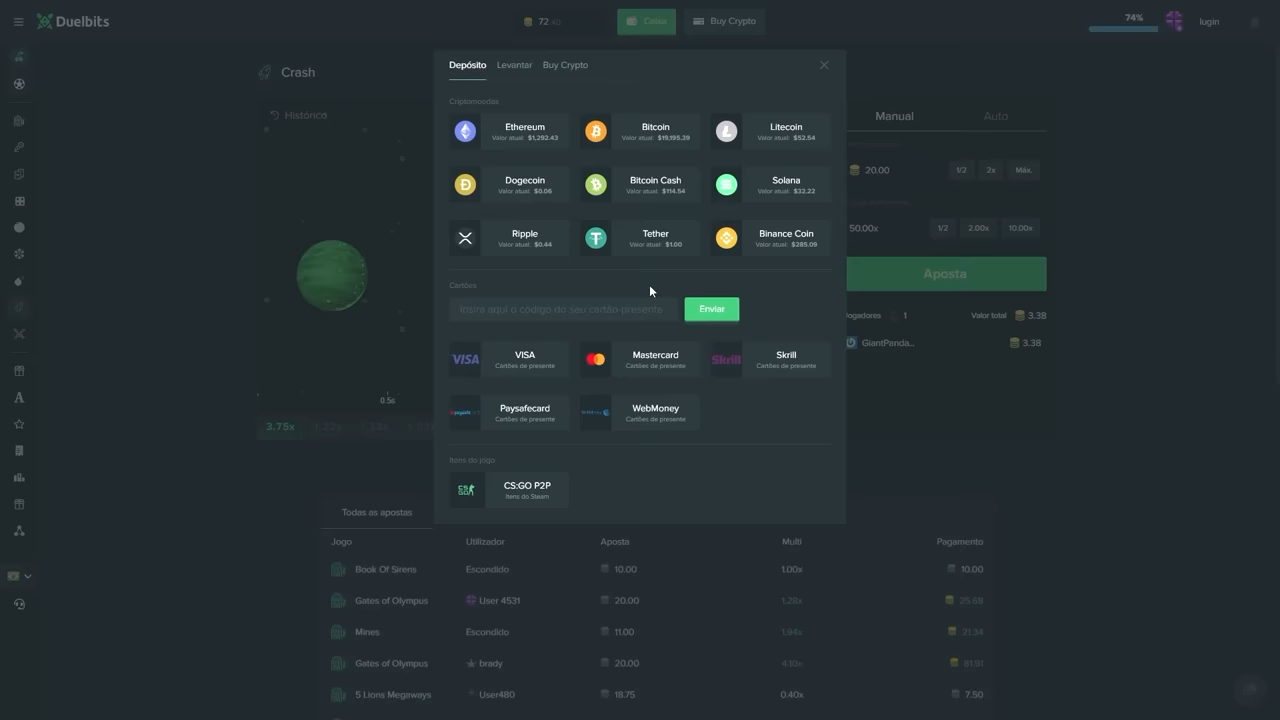 Duelbits
72.40
Caixa
Buy Crypto
74%
lugin
Crash
Histórico
0.5s
3.75x
Depósito
Levantar
Buy Crypto
Criptomoedas
Ethereum
Valor atual: $1,292.43
Bitcoin
Valor atual: $19,195.39
Litecoin
Valor atual: $52.54
Dogecoin
Valor atual: $0.06
Bitcoin Cash
Valor atual: $114.54
Solana
Valor atual: $32.22
Ripple
Valor atual: $0.44
Tether
Valor atual: $1.00
Binance Coin
Valor atual: $285.09
Cartões
Insira aqui o código do seu cartão-presente
Enviar
VISA
VISA
Cartões de presente
Mastercard
Cartões de presente
Skrill
Skrill
Cartões de presente
Paysafecard
Cartões de presente
WebMoney
Cartões de presente
Itens do jogo
CS:GO P2P
Itens do Steam
Manual
Auto
20.00
1/2
2x
Máx.
50.00x
1/2
2.00x
10.00x
Aposta
ogadores
1
Valor total
3.38
GiantPanda...
3.38
Todas as apostas
Jogo
Utilizador
Aposta
Multi
Pagamento
Book Of Sirens
Escondido
10.00
1.00x
10.00
Gates of Olympus
User 4531
20.00
1.28x
25.68
Mines
Escondido
11.00
1.94x
21.34
Gates of Olympus
brady
20.00
81.91
5 Lions Megaways
User480
18.75
0.40x
7.50